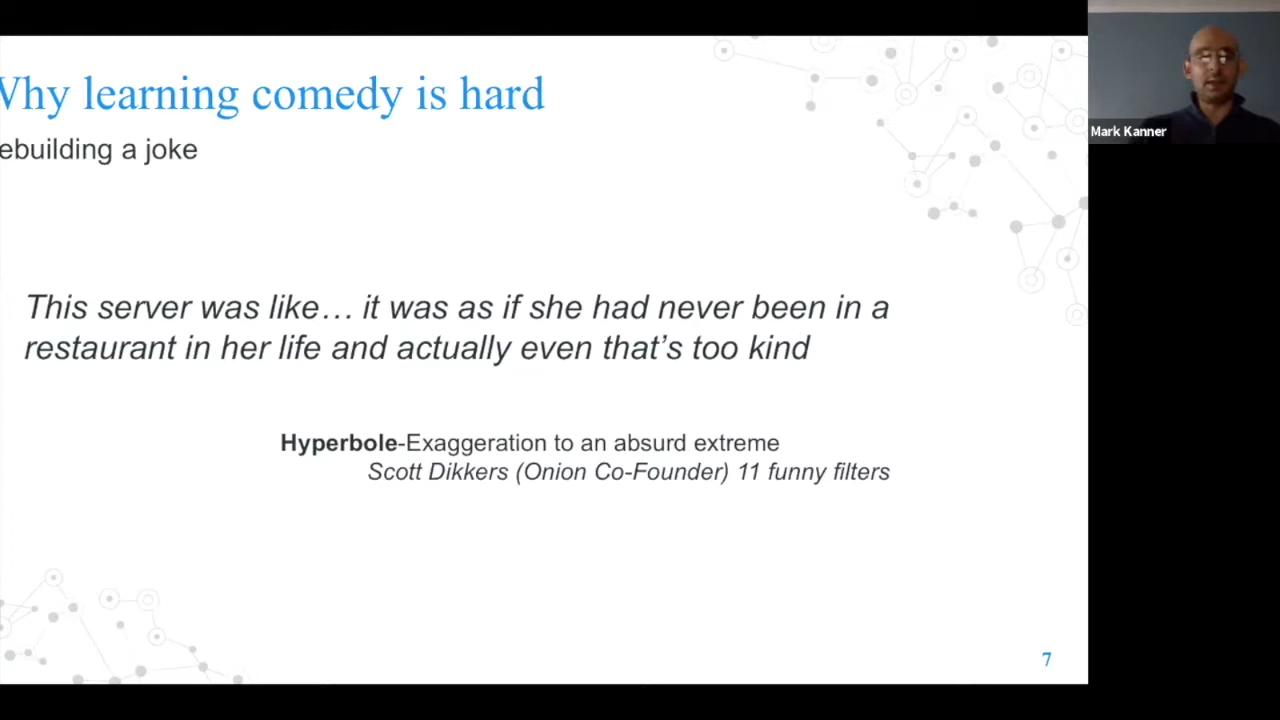 Why learning comedy is hard
ebuilding a joke
This server was like… it was as if she had never been in a
restaurant in her life and actually even that's too kind
Hyperbole-Exaggeration to an absurd extreme
Scott Dikkers (Onion Co-Founder) 11 funny filters
7
Mark Kanner